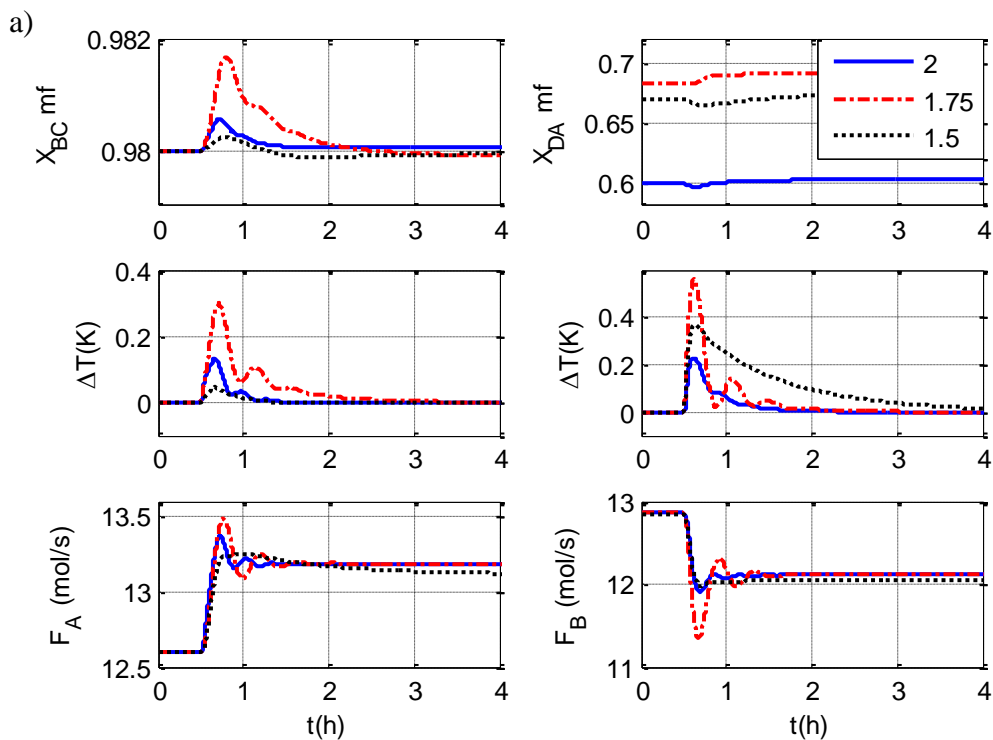 a)
0.982
0.98
X_BC mf
0 1 2 3 4
0.7
0.65
0.6
X_DA mf
0 1 2 3 4
2
1.75
1.5
0.4
0.2
0
ΔT(K)
0 1 2 3 4
0.4
0.2
0
ΔT(K)
0 1 2 3 4
13.5
13
12.5
F_A (mol/s)
0 1 2 3 4
t(h)
13
12
11
F_B (mol/s)
0 1 2 3 4
t(h)